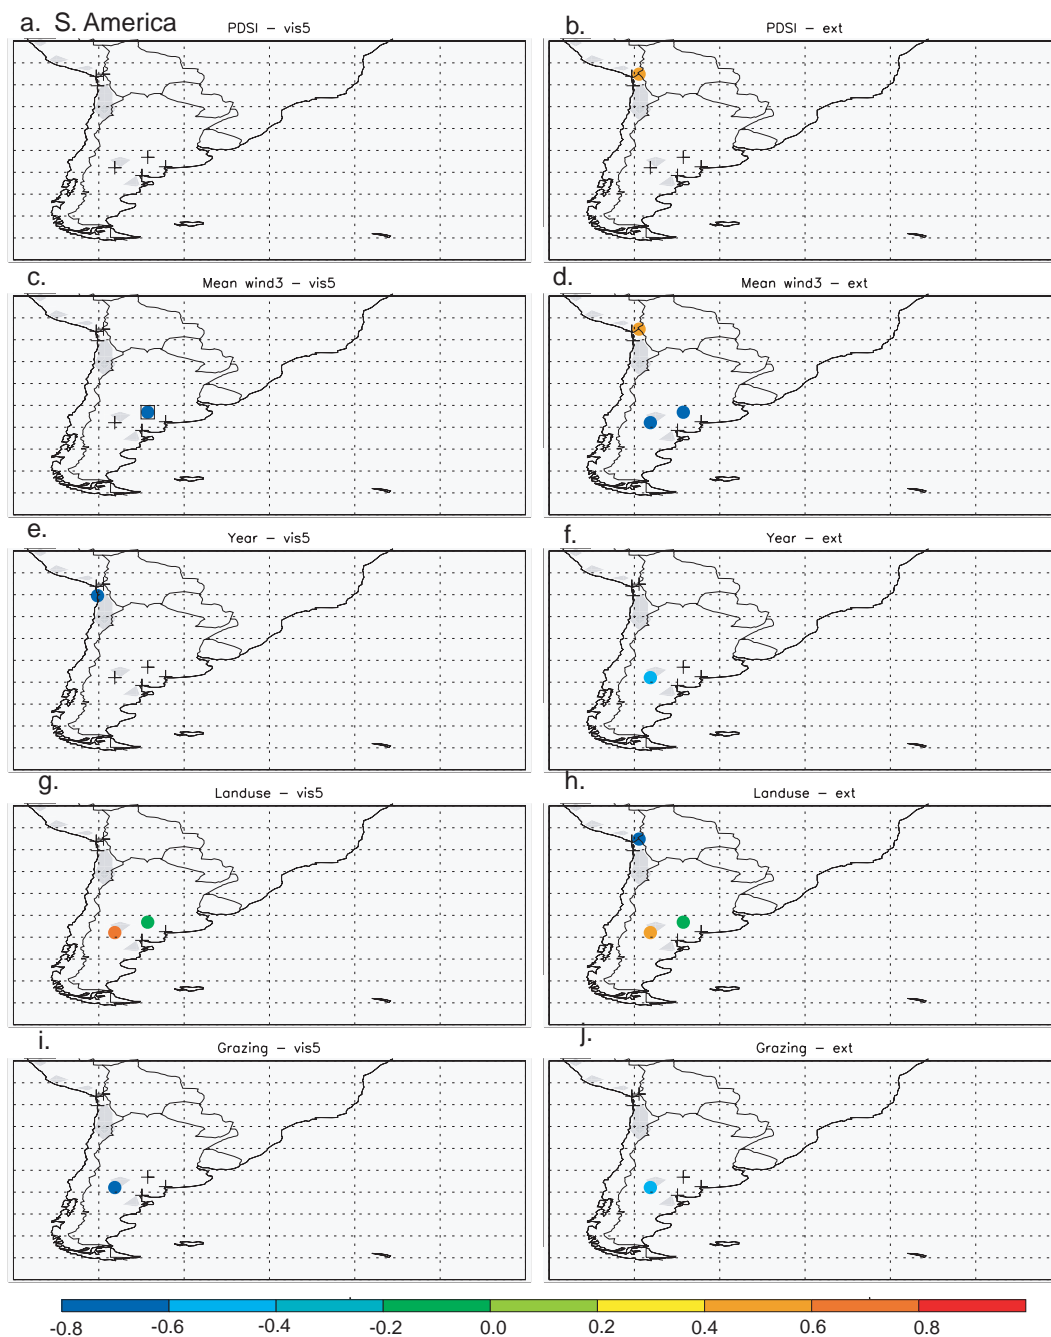 a. S. America
PDSI – vis5
b.
PDSI – ext
c.
Mean wind3 – vis5
d.
Mean wind3 – ext
e.
Year – vis5
f.
Year – ext
g.
Landuse – vis5
h.
Landuse – ext
i.
Grazing – vis5
j.
Grazing – ext
-0.8 -0.6 -0.4 -0.2 0.0 0.2 0.4 0.6 0.8